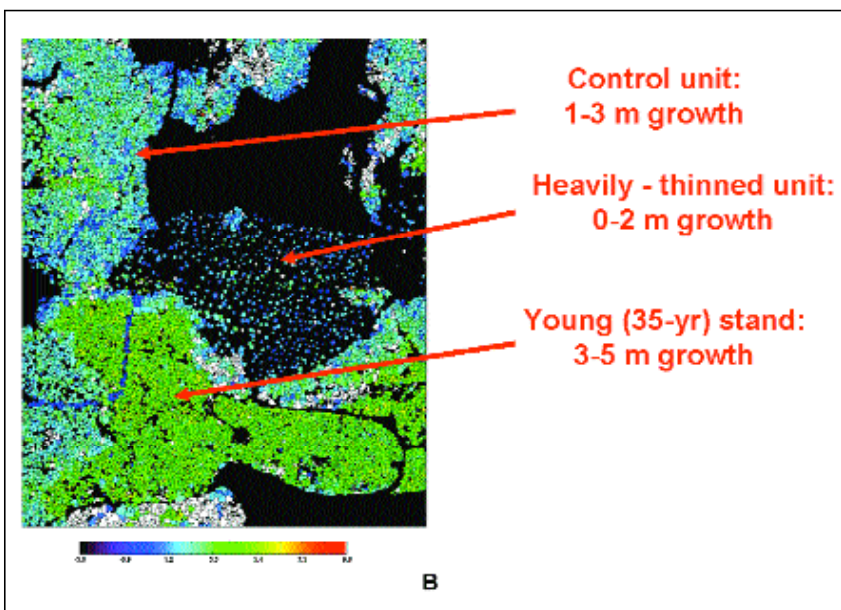 Control unit:
1-3 m growth
Heavily - thinned unit:
0-2 m growth
Young (35-yr) stand:
3-5 m growth
B